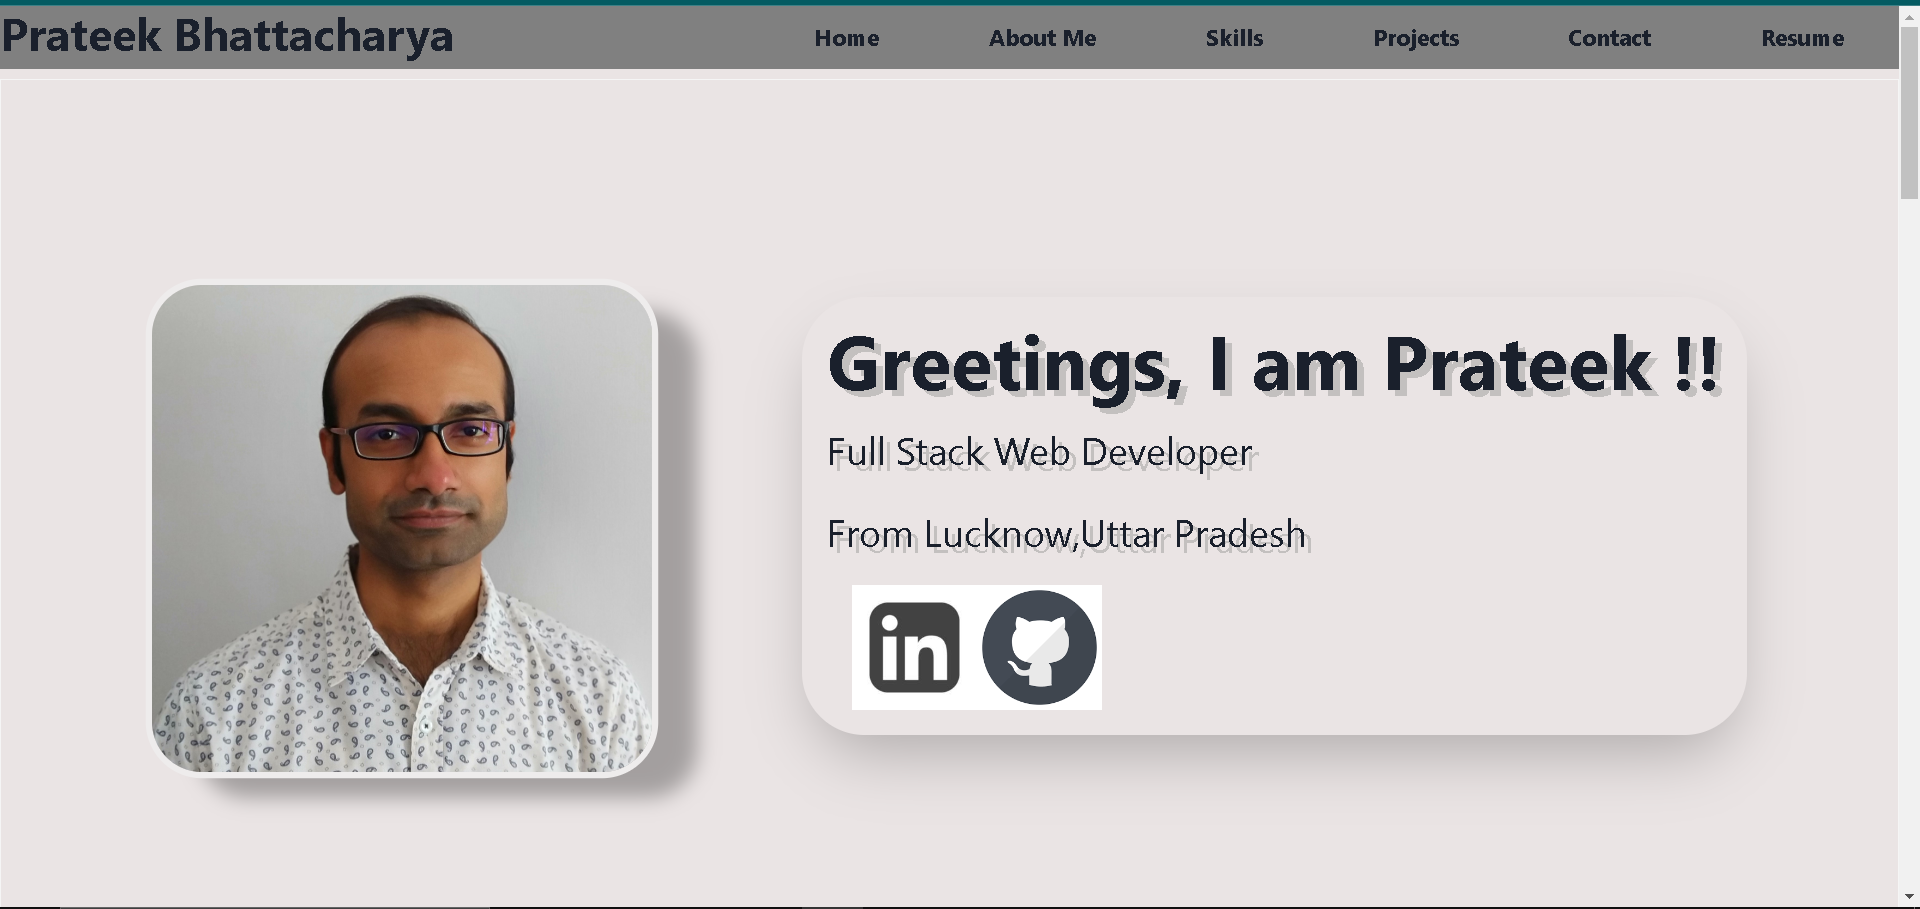 Prateek Bhattacharya
Home About Me Skills Projects Contact Resume
Greetings, I am Prateek !!
Full Stack Web Developer
From Lucknow,Uttar Pradesh
in